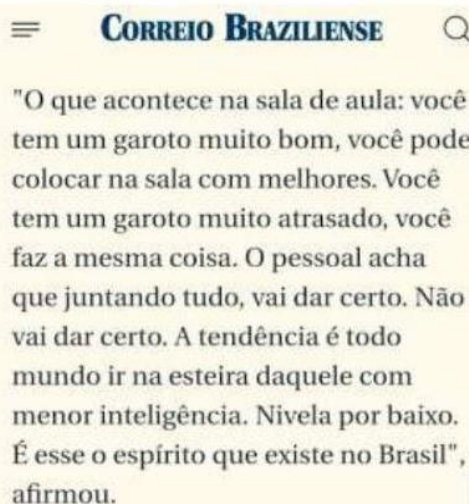 CORREIO BRAZILIENSE
"O que acontece na sala de aula: você
tem um garoto muito bom, você pode
colocar na sala com melhores. Você
tem um garoto muito atrasado, você
faz a mesma coisa. O pessoal acha
que juntando tudo, vai dar certo. Não
vai dar certo. A tendência é todo
mundo ir na esteira daquele com
menor inteligência. Nivela por baixo.
É esse o espírito que existe no Brasil",
afirmou.